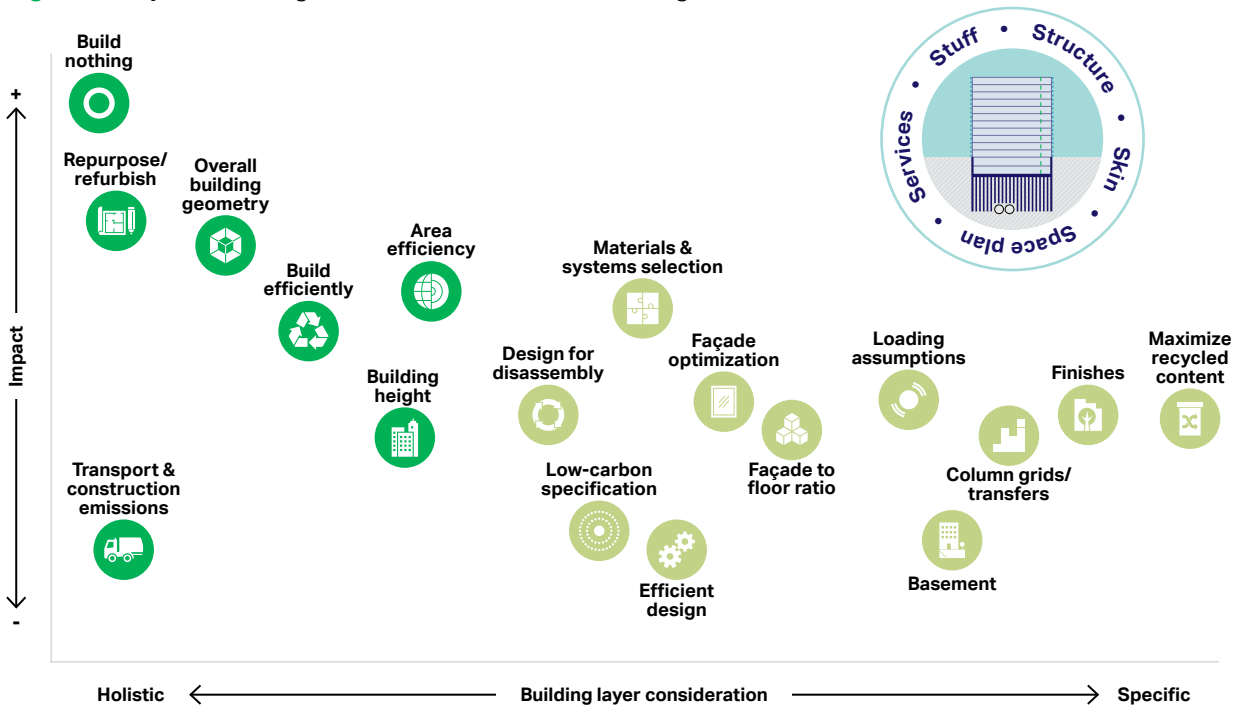 Build
nothing
Repurpose/
refurbish
Overall
building
geometry
Build
efficiently
Area
efficiency
Building
height
Transport &
construction
emissions
Materials &
systems selection
Design for
disassembly
Façade
optimization
Façade to
floor ratio
Low-carbon
specification
Efficient
design
Loading
assumptions
Column grids/
transfers
Basement
Finishes
Maximize
recycled
content
Stuff • Structure • Skin • Space plan • Services •
+
Impact
-
Holistic
Building layer consideration
Specific